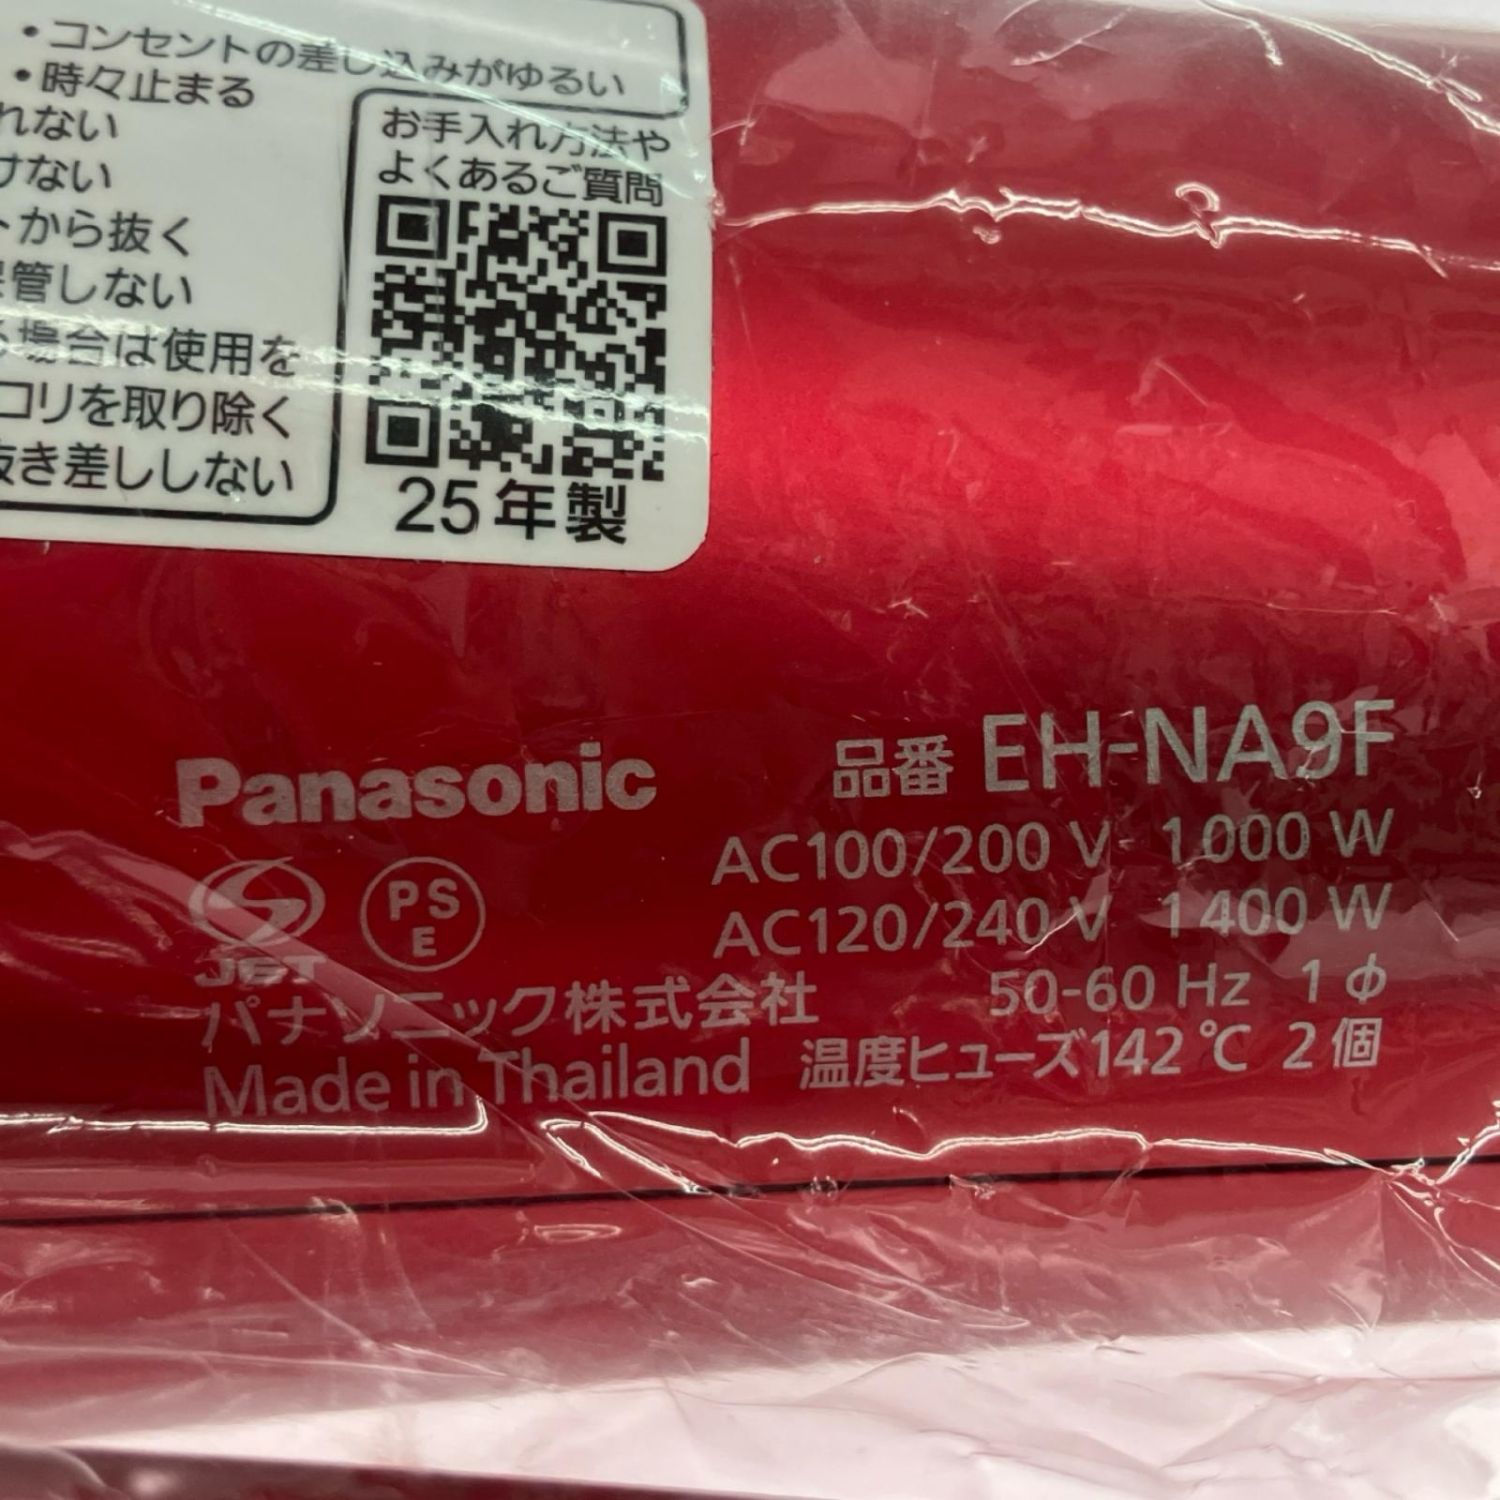 ・コンセントの差し込みがゆるい
・時々止まる
れない
けない
から抜く
管しない
場合は使用を
コリを取り除く
き差ししない
お手入れ方法や
よくあるご質問
25年製
Panasonic
品番 EH-NA9F
AC100/200 V 1000 W
AC120/240 V 1400 W
50-60 Hz 1φ
温度ヒューズ142℃ 2個
JET
PS
E
パナソニック株式会社
Made in Thailand